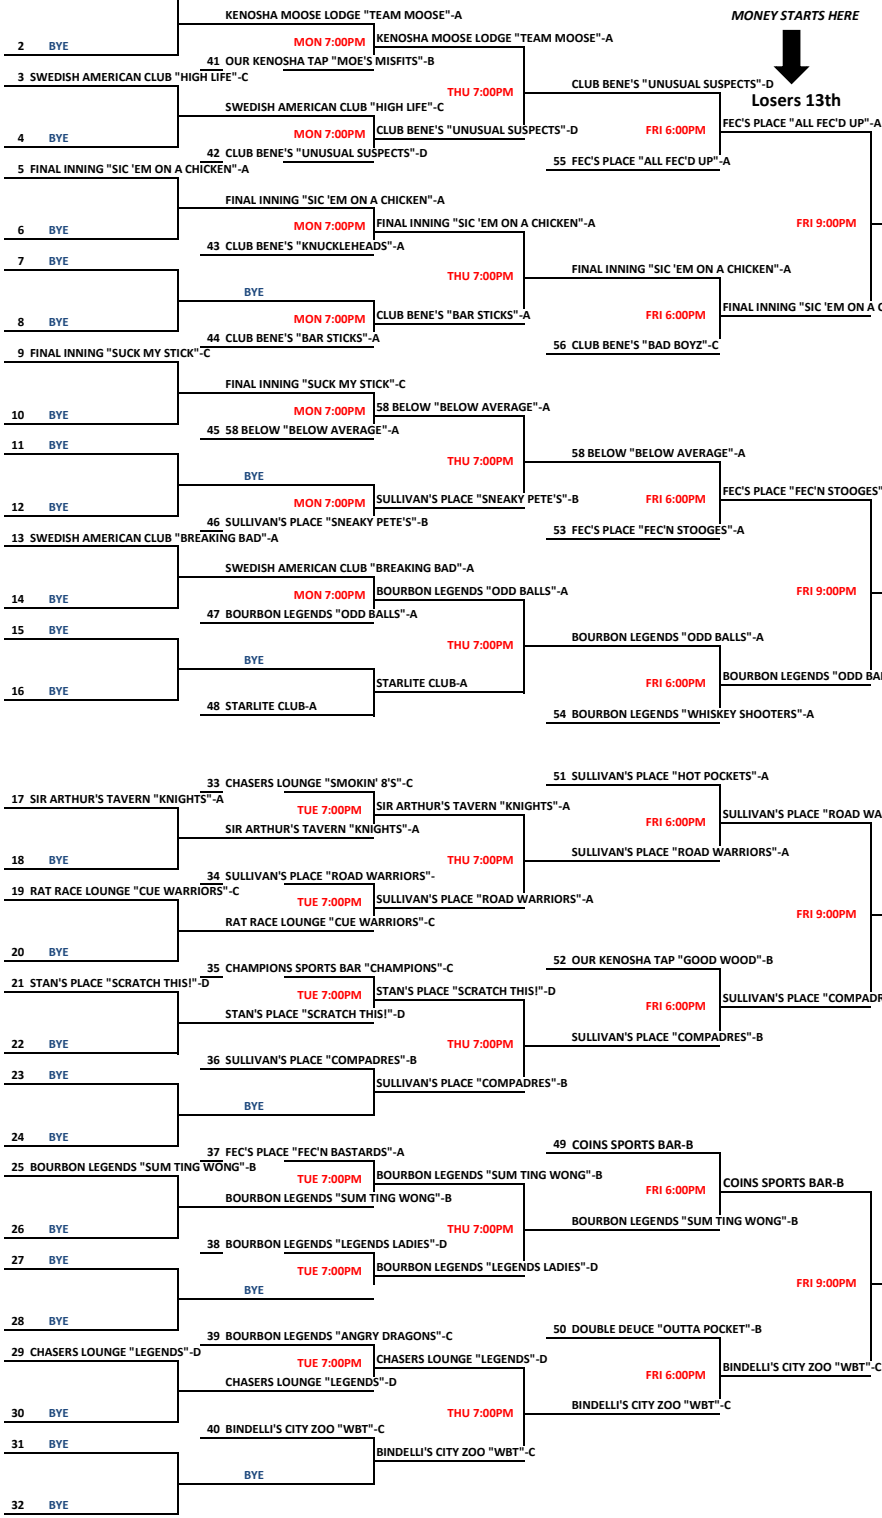 KENOSHA MOOSE LODGE "TEAM MOOSE"-A
MONEY STARTS HERE
MON 7:00PM
KENOSHA MOOSE LODGE "TEAM MOOSE"-A
2 BYE
41 OUR KENOSHA TAP "MOE'S MISFITS"-B
3 SWEDISH AMERICAN CLUB "HIGH LIFE"-C
THU 7:00PM
CLUB BENE'S "UNUSUAL SUSPECTS"-D
Losers 13th
SWEDISH AMERICAN CLUB "HIGH LIFE"-C
FEC'S PLACE "ALL FEC'D UP"-A
MON 7:00PM
CLUB BENE'S "UNUSUAL SUSPECTS"-D
FRI 6:00PM
4 BYE
42 CLUB BENE'S "UNUSUAL SUSPECTS"-D
55 FEC'S PLACE "ALL FEC'D UP"-A
5 FINAL INNING "SIC 'EM ON A CHICKEN"-A
FINAL INNING "SIC 'EM ON A CHICKEN"-A
MON 7:00PM
FINAL INNING "SIC 'EM ON A CHICKEN"-A
FRI 9:00PM
6 BYE
43 CLUB BENE'S "KNUCKLEHEADS"-A
7 BYE
THU 7:00PM
FINAL INNING "SIC 'EM ON A CHICKEN"-A
BYE
FINAL INNING "SIC 'EM ON A C
MON 7:00PM
CLUB BENE'S "BAR STICKS"-A
FRI 6:00PM
8 BYE
44 CLUB BENE'S "BAR STICKS"-A
56 CLUB BENE'S "BAD BOYZ"-C
9 FINAL INNING "SUCK MY STICK"-C
FINAL INNING "SUCK MY STICK"-C
MON 7:00PM
58 BELOW "BELOW AVERAGE"-A
10 BYE
45 58 BELOW "BELOW AVERAGE"-A
11 BYE
THU 7:00PM
58 BELOW "BELOW AVERAGE"-A
BYE
FEC'S PLACE "FEC'N STOOGES"
MON 7:00PM
SULLIVAN'S PLACE "SNEAKY PETE'S"-B
FRI 6:00PM
12 BYE
46 SULLIVAN'S PLACE "SNEAKY PETE'S"-B
53 FEC'S PLACE "FEC'N STOOGES"-A
13 SWEDISH AMERICAN CLUB "BREAKING BAD"-A
SWEDISH AMERICAN CLUB "BREAKING BAD"-A
MON 7:00PM
BOURBON LEGENDS "ODD BALLS"-A
FRI 9:00PM
14 BYE
47 BOURBON LEGENDS "ODD BALLS"-A
15 BYE
THU 7:00PM
BOURBON LEGENDS "ODD BALLS"-A
BYE
BOURBON LEGENDS "ODD BAL
STARLITE CLUB-A
FRI 6:00PM
16 BYE
48 STARLITE CLUB-A
54 BOURBON LEGENDS "WHISKEY SHOOTERS"-A
33 CHASERS LOUNGE "SMOKIN' 8'S"-C
51 SULLIVAN'S PLACE "HOT POCKETS"-A
17 SIR ARTHUR'S TAVERN "KNIGHTS"-A
TUE 7:00PM
SIR ARTHUR'S TAVERN "KNIGHTS"-A
SULLIVAN'S PLACE "ROAD WA
SIR ARTHUR'S TAVERN "KNIGHTS"-A
FRI 6:00PM
18 BYE
THU 7:00PM
SULLIVAN'S PLACE "ROAD WARRIORS"-A
34 SULLIVAN'S PLACE "ROAD WARRIORS"-
19 RAT RACE LOUNGE "CUE WARRIORS"-C
TUE 7:00PM
SULLIVAN'S PLACE "ROAD WARRIORS"-A
RAT RACE LOUNGE "CUE WARRIORS"-C
FRI 9:00PM
20 BYE
35 CHAMPIONS SPORTS BAR "CHAMPIONS"-C
52 OUR KENOSHA TAP "GOOD WOOD"-B
21 STAN'S PLACE "SCRATCH THIS!"-D
TUE 7:00PM
STAN'S PLACE "SCRATCH THIS!"-D
SULLIVAN'S PLACE "COMPADR
STAN'S PLACE "SCRATCH THIS!"-D
FRI 6:00PM
22 BYE
THU 7:00PM
SULLIVAN'S PLACE "COMPADRES"-B
36 SULLIVAN'S PLACE "COMPADRES"-B
23 BYE
SULLIVAN'S PLACE "COMPADRES"-B
BYE
24 BYE
37 FEC'S PLACE "FEC'N BASTARDS"-A
49 COINS SPORTS BAR-B
25 BOURBON LEGENDS "SUM TING WONG"-B
TUE 7:00PM
BOURBON LEGENDS "SUM TING WONG"-B
COINS SPORTS BAR-B
BOURBON LEGENDS "SUM TING WONG"-B
FRI 6:00PM
26 BYE
THU 7:00PM
BOURBON LEGENDS "SUM TING WONG"-B
38 BOURBON LEGENDS "LEGENDS LADIES"-D
27 BYE
TUE 7:00PM
BOURBON LEGENDS "LEGENDS LADIES"-D
BYE
FRI 9:00PM
28 BYE
39 BOURBON LEGENDS "ANGRY DRAGONS"-C
50 DOUBLE DEUCE "OUTTA POCKET"-B
29 CHASERS LOUNGE "LEGENDS"-D
TUE 7:00PM
CHASERS LOUNGE "LEGENDS"-D
BINDELLI'S CITY ZOO "WBT"-C
CHASERS LOUNGE "LEGENDS"-D
FRI 6:00PM
30 BYE
THU 7:00PM
BINDELLI'S CITY ZOO "WBT"-C
40 BINDELLI'S CITY ZOO "WBT"-C
31 BYE
BINDELLI'S CITY ZOO "WBT"-C
BYE
32 BYE